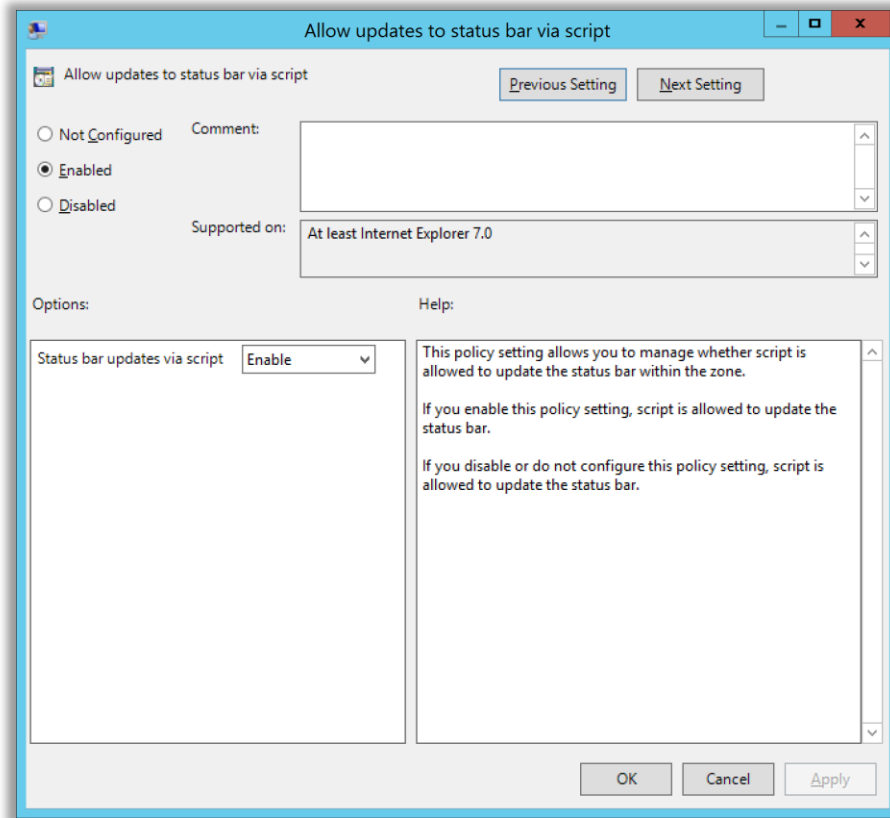 Allow updates to status bar via script
Allow updates to status bar via script
Previous Setting
Next Setting
Not Configured
Comment:
Enabled
Disabled
Supported on:
At least Internet Explorer 7.0
Options:
Help:
Status bar updates via script
Enable
This policy setting allows you to manage whether script is
allowed to update the status bar within the zone.
If you enable this policy setting, script is allowed to update the
status bar.
If you disable or do not configure this policy setting, script is
allowed to update the status bar.
OK
Cancel
Apply